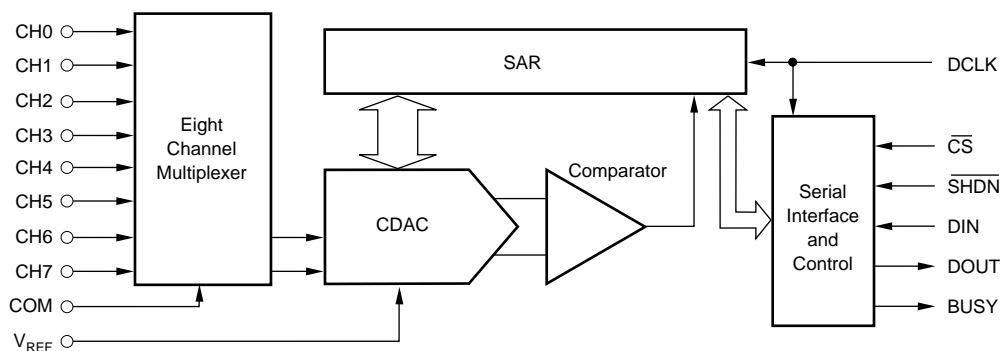 CH0
CH1
CH2
CH3
CH4
CH5
CH6
CH7
COM
VREF
Eight
Channel
Multiplexer
SAR
CDAC
Comparator
Serial
Interface
and
Control
DCLK
CS
SHDN
DIN
DOUT
BUSY